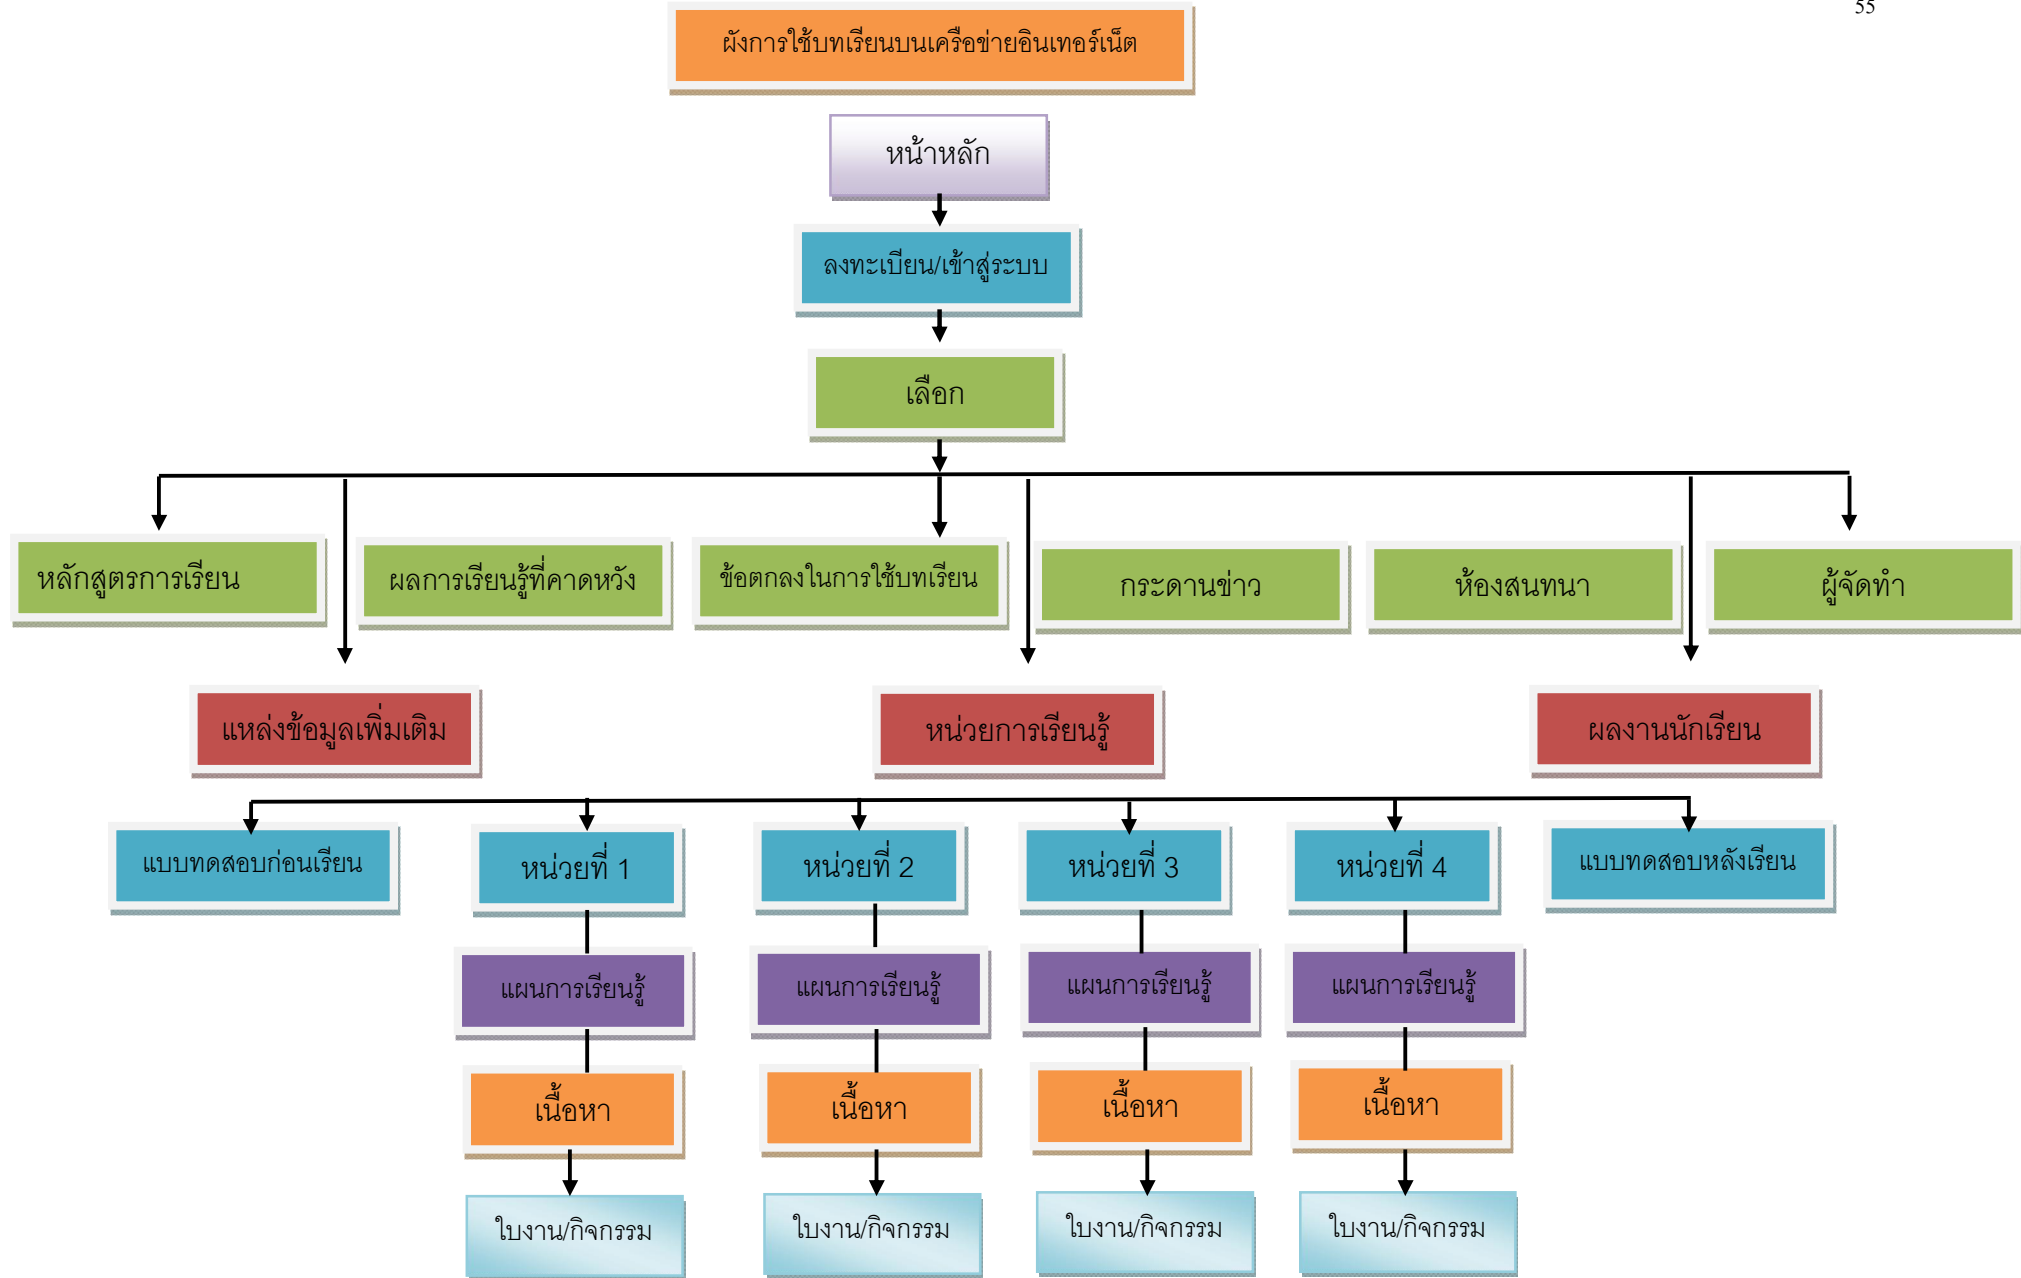 55
ผังการใช้บทเรียนบนเครือข่ายอินเทอร์เน็ต
หน้าหลัก
ลงทะเบียน/เข้าสู่ระบบ
เลือก
หลักสูตรการเรียน
ผลการเรียนรู้ที่คาดหวัง
ข้อตกลงในการใช้บทเรียน
กระดานข่าว
ห้องสนทนา
ผู้จัดทำ
แหล่งข้อมูลเพิ่มเติม
หน่วยการเรียนรู้
ผลงานนักเรียน
แบบทดสอบก่อนเรียน
หน่วยที่ 1
หน่วยที่ 2
หน่วยที่ 3
หน่วยที่ 4
แบบทดสอบหลังเรียน
แผนการเรียนรู้
แผนการเรียนรู้
แผนการเรียนรู้
แผนการเรียนรู้
เนื้อหา
เนื้อหา
เนื้อหา
เนื้อหา
ใบงาน/กิจกรรม
ใบงาน/กิจกรรม
ใบงาน/กิจกรรม
ใบงาน/กิจกรรม